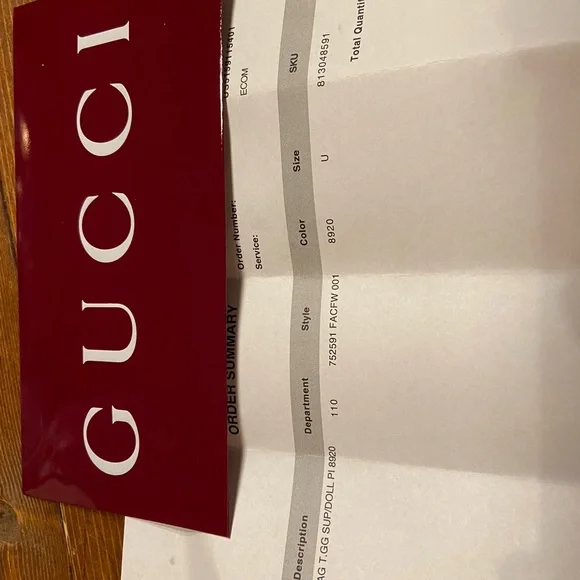 GUCCI
ORDER SUMMARY
Order Number:
Service: ECOM
Description Department Style Color Size SKU
AG T.GG SUP/DOLL PI 8920 110 752591 FACFW 001 8920 U 813048591
Total Quantit